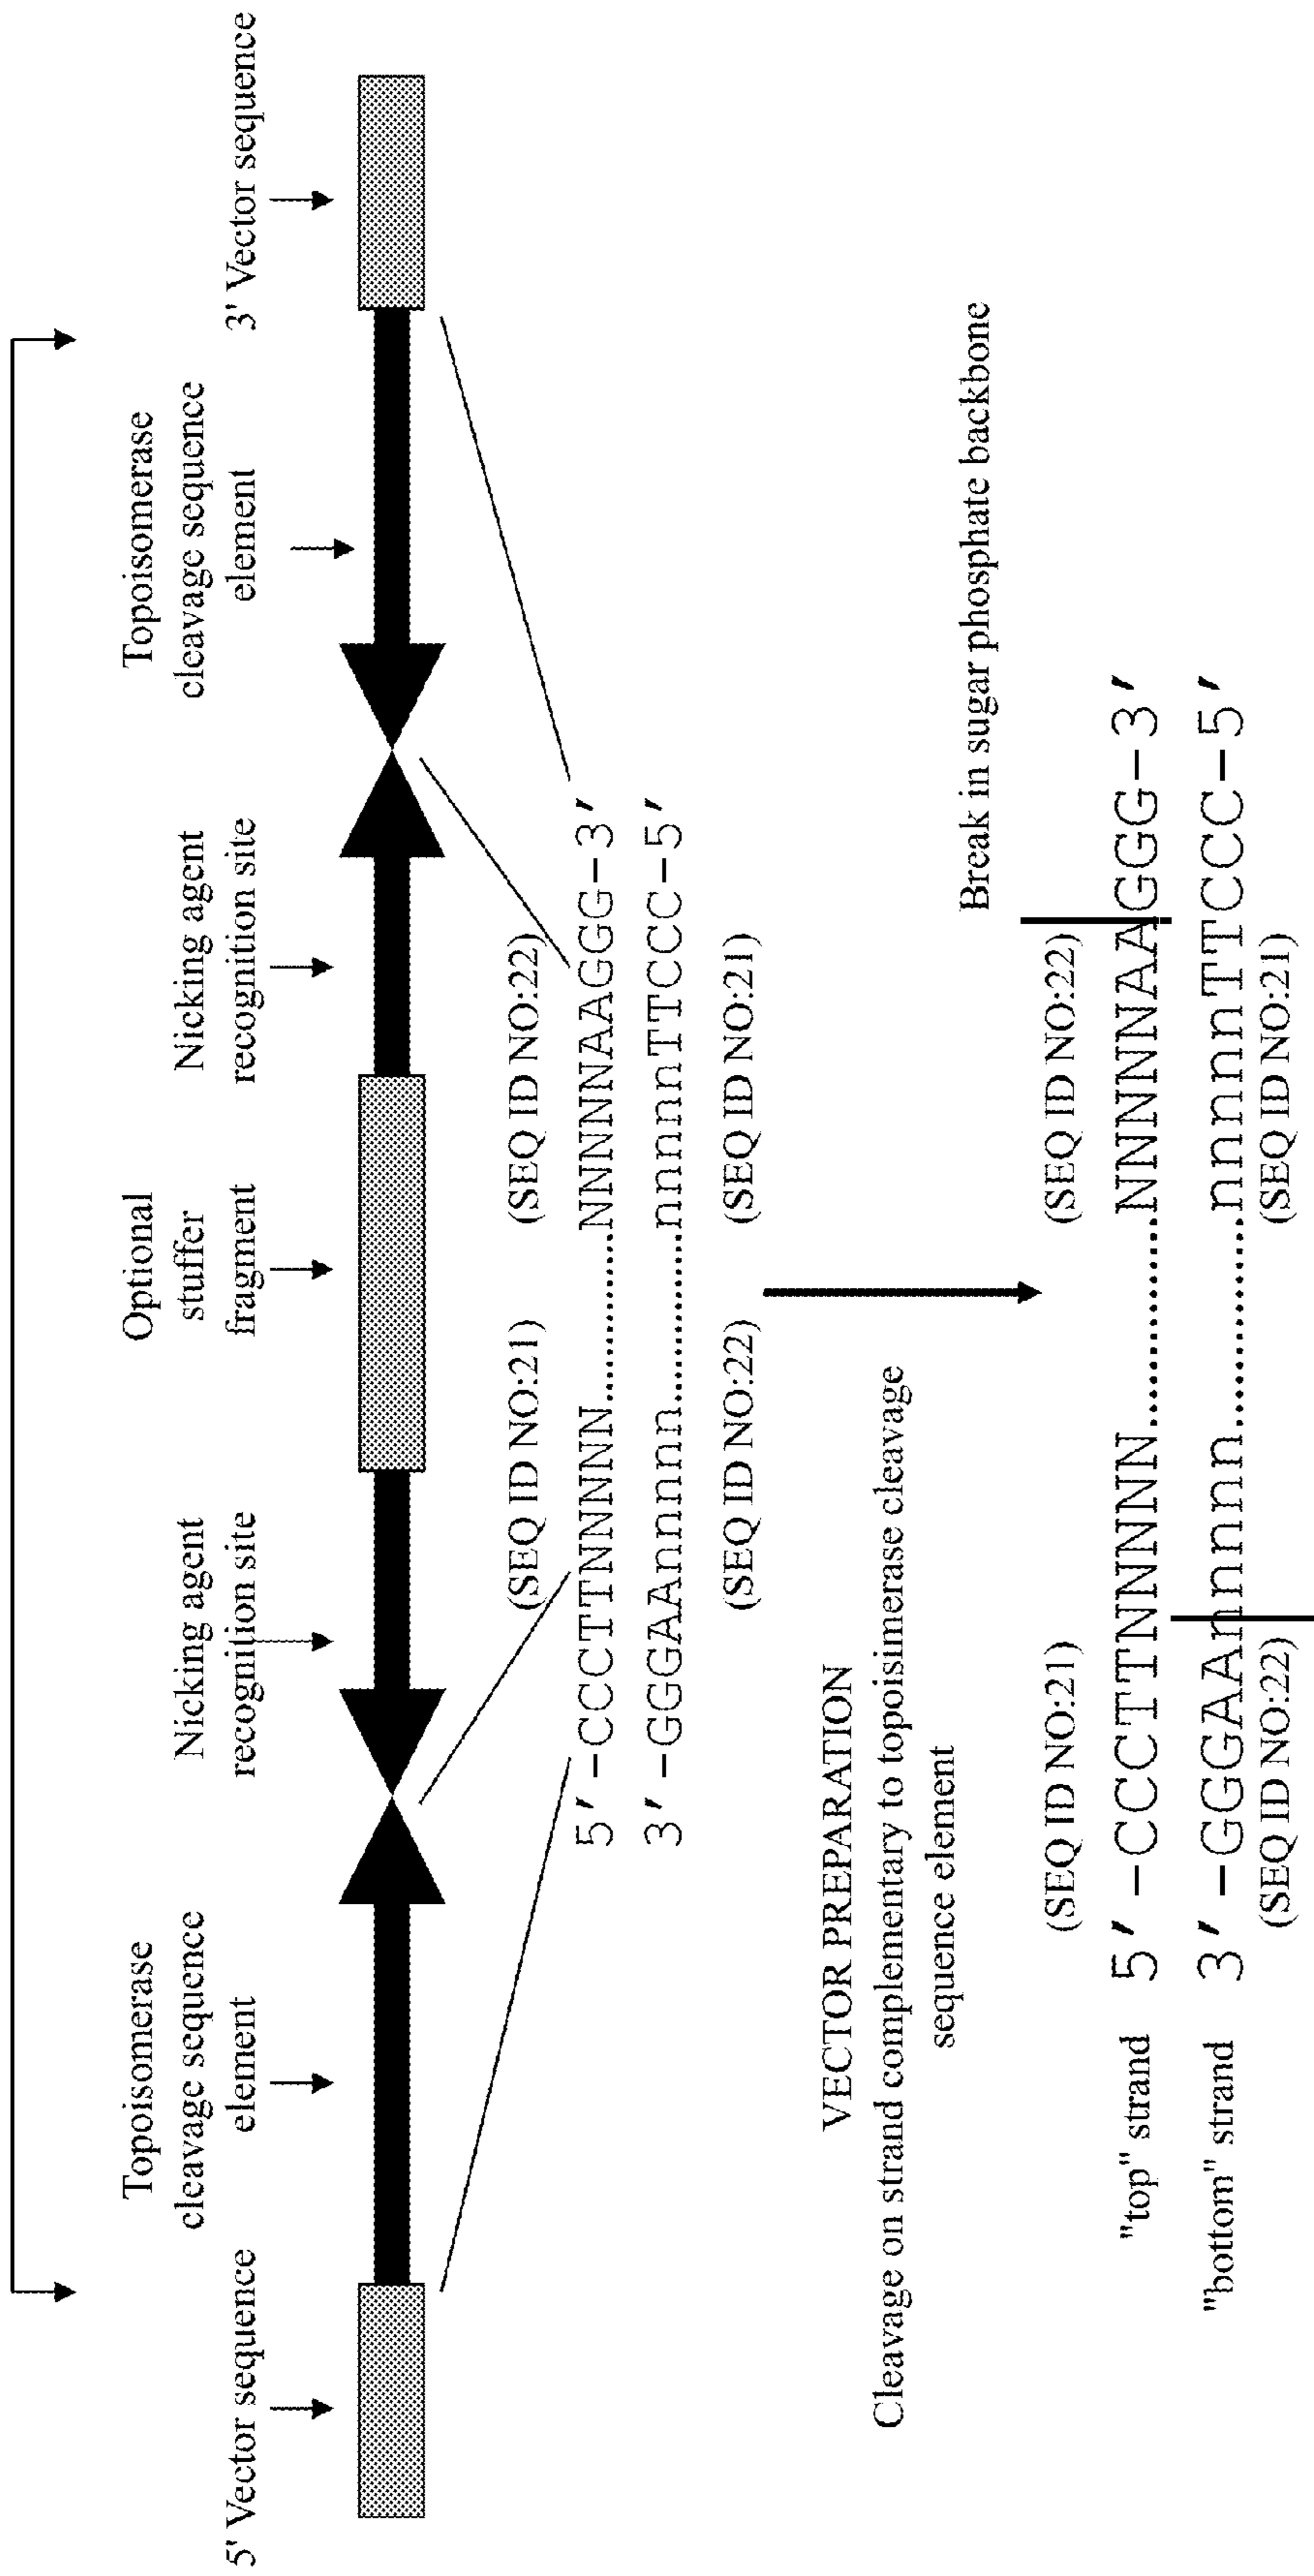 5' Vector sequence
Topoisomerase
cleavage sequence
element
Nicking agent
recognition site
Optional
stuffer
fragment
Nicking agent
recognition site
Topoisomerase
cleavage sequence
element
3' Vector sequence
(SEQ ID NO:21) (SEQ ID NO:22)
5′-CCCTTNNNNN...............NNNNNAAGGG-3′
3′-GGGAAnnnnn...............nnnnnTTCCC-5′
(SEQ ID NO:22) (SEQ ID NO:21)
VECTOR PREPARATION
Cleavage on strand complementary to topoisimerase cleavage
sequence element
Break in sugar phosphate backbone
(SEQ ID NO:21) (SEQ ID NO:22)
"top" strand 5′-CCCTTNNNNN.................NNNNNAAGGG-3′
"bottom" strand 3′-GGGAAnnnnn.................nnnnnTTCCC-5′
(SEQ ID NO:22) (SEQ ID NO:21)